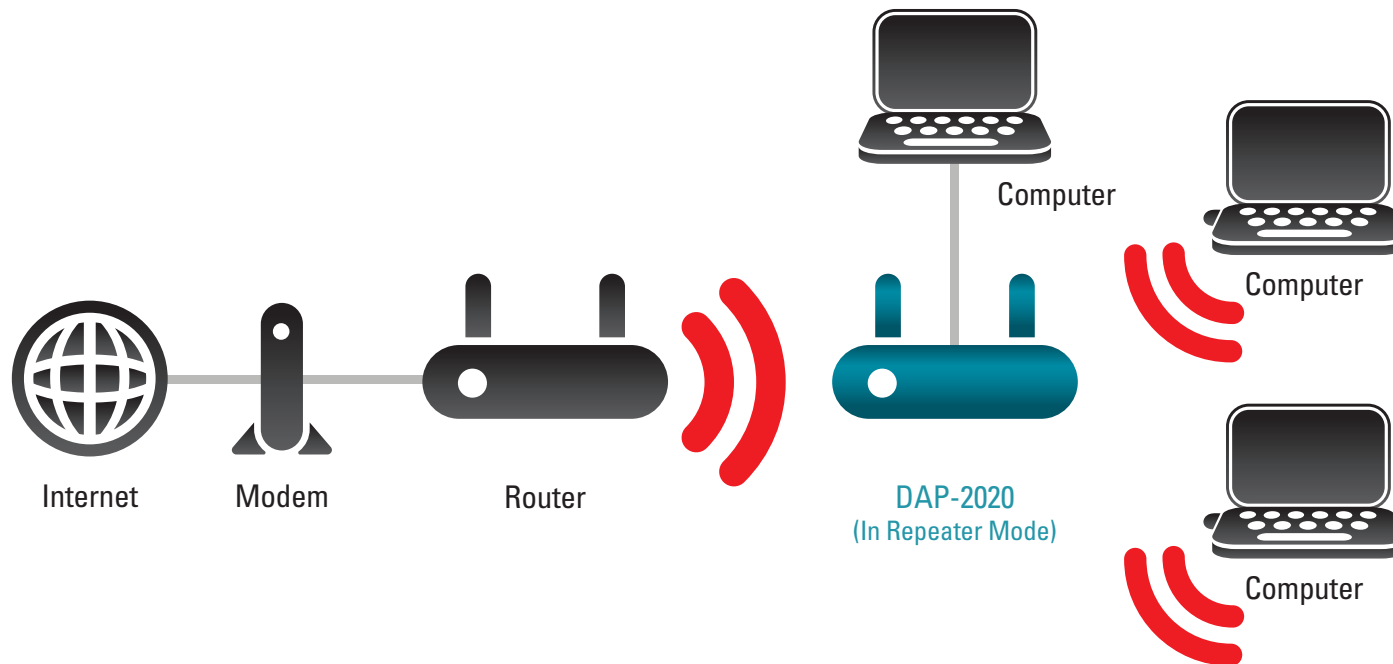 Computer
Computer
Internet
Modem
Router
DAP-2020
(In Repeater Mode)
Computer